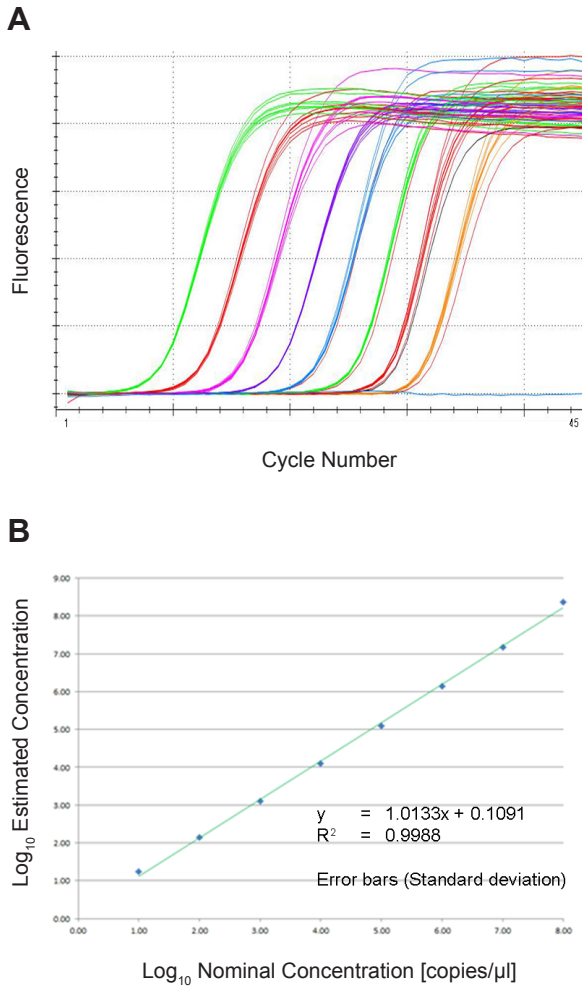 A
Fluorescence
1 45
Cycle Number
B
Log₁₀ Estimated Concentration
9.00
8.00
7.00
6.00
5.00
4.00
3.00
2.00
1.00
0.00
y = 1.0133x + 0.1091
R² = 0.9988
Error bars (Standard deviation)
0.00 1.00 2.00 3.00 4.00 5.00 6.00 7.00 8.00
Log₁₀ Nominal Concentration [copies/µl]